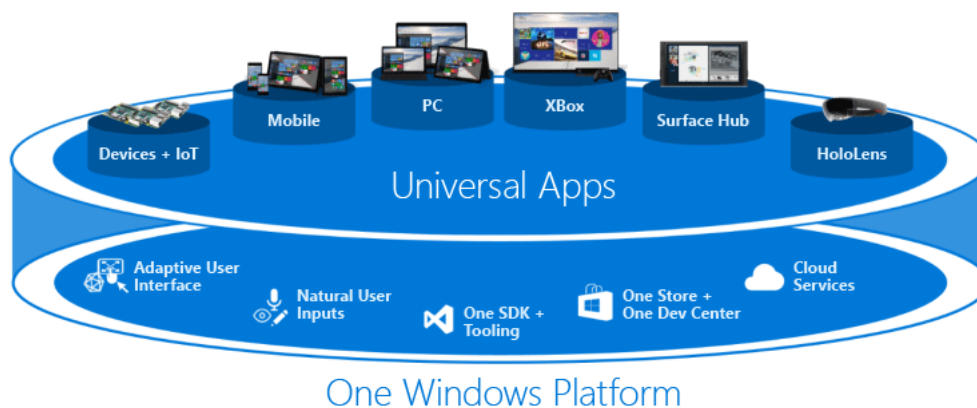 Devices + IoT
Mobile
PC
XBox
Surface Hub
HoloLens
Universal Apps
Adaptive User
Interface
Natural User
Inputs
One SDK +
Tooling
One Store +
One Dev Center
Cloud
Services
One Windows Platform